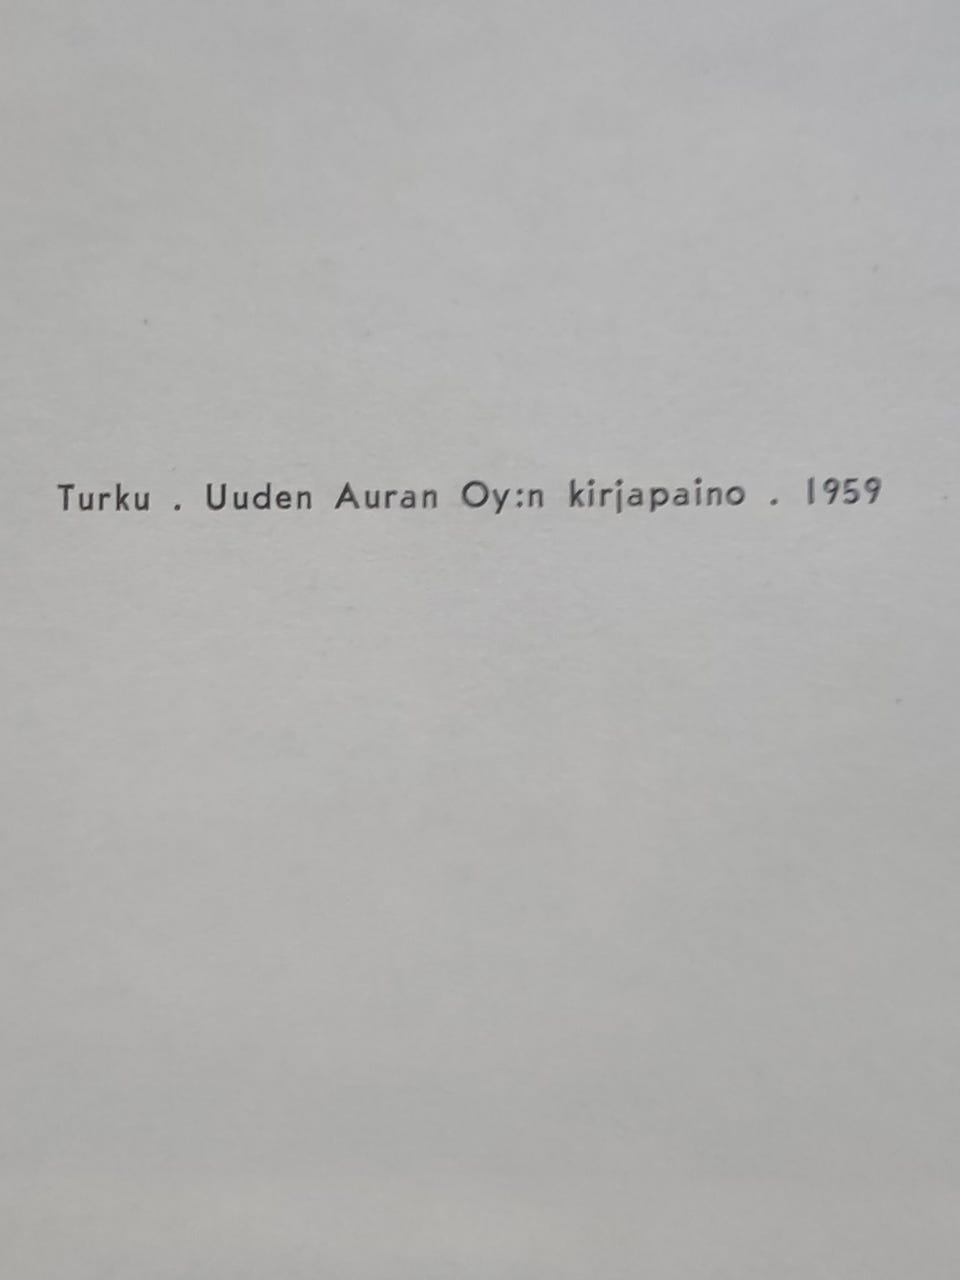 Turku . Uuden Auran Oy:n kirjapaino . 1959